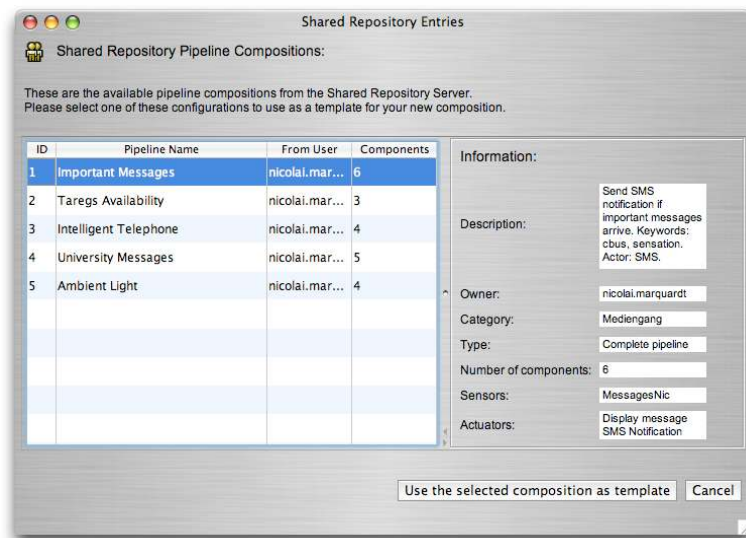 Shared Repository Entries
Shared Repository Pipeline Compositions:
These are the available pipeline compositions from the Shared Repository Server.
Please select one of these configurations to use as a template for your new composition.
ID Pipeline Name From User Components
1 Important Messages nicolai.mar... 6
2 Taregs Availability nicolai.mar... 3
3 Intelligent Telephone nicolai.mar... 4
4 University Messages nicolai.mar... 5
5 Ambient Light nicolai.mar... 4
Information:
Description:
Send SMS
notification if
important messages
arrive. Keywords:
cbus, sensation.
Actor: SMS.
Owner: nicolai.marquardt
Category: Mediengang
Type: Complete pipeline
Number of components: 6
Sensors: MessagesNic
Actuators:
Display message
SMS Notification
Use the selected composition as template Cancel